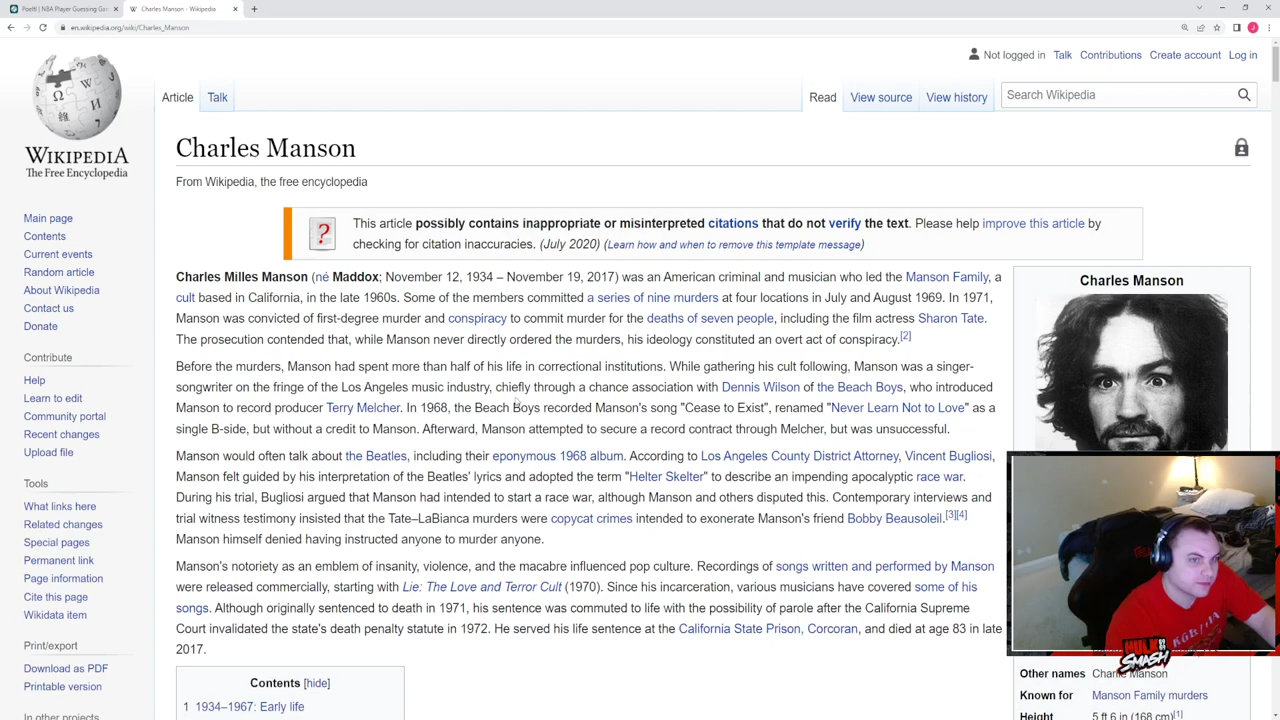 Poeltl | NBA Player Guessing Ga
Charles Manson - Wikipedia
en.wikipedia.org/wiki/Charles_Manson
Not logged in Talk Contributions Create account Log in
Article Talk Read View source View history Search Wikipedia
WIKIPEDIA
The Free Encyclopedia
Main page
Contents
Current events
Random article
About Wikipedia
Contact us
Donate
Contribute
Help
Learn to edit
Community portal
Recent changes
Upload file
Tools
What links here
Related changes
Special pages
Permanent link
Page information
Cite this page
Wikidata item
Print/export
Download as PDF
Printable version
In other projects
Charles Manson
From Wikipedia, the free encyclopedia
This article possibly contains inappropriate or misinterpreted citations that do not verify the text. Please help improve this article by
checking for citation inaccuracies. (July 2020) (Learn how and when to remove this template message)
Charles Milles Manson (né Maddox; November 12, 1934 – November 19, 2017) was an American criminal and musician who led the Manson Family, a
cult based in California, in the late 1960s. Some of the members committed a series of nine murders at four locations in July and August 1969. In 1971,
Manson was convicted of first-degree murder and conspiracy to commit murder for the deaths of seven people, including the film actress Sharon Tate.
The prosecution contended that, while Manson never directly ordered the murders, his ideology constituted an overt act of conspiracy.[2]
Before the murders, Manson had spent more than half of his life in correctional institutions. While gathering his cult following, Manson was a singer-
songwriter on the fringe of the Los Angeles music industry, chiefly through a chance association with Dennis Wilson of the Beach Boys, who introduced
Manson to record producer Terry Melcher. In 1968, the Beach Boys recorded Manson's song "Cease to Exist", renamed "Never Learn Not to Love" as a
single B-side, but without a credit to Manson. Afterward, Manson attempted to secure a record contract through Melcher, but was unsuccessful.
Manson would often talk about the Beatles, including their eponymous 1968 album. According to Los Angeles County District Attorney, Vincent Bugliosi,
Manson felt guided by his interpretation of the Beatles' lyrics and adopted the term "Helter Skelter" to describe an impending apocalyptic race war.
During his trial, Bugliosi argued that Manson had intended to start a race war, although Manson and others disputed this. Contemporary interviews and
trial witness testimony insisted that the Tate–LaBianca murders were copycat crimes intended to exonerate Manson's friend Bobby Beausoleil.[3][4]
Manson himself denied having instructed anyone to murder anyone.
Manson's notoriety as an emblem of insanity, violence, and the macabre influenced pop culture. Recordings of songs written and performed by Manson
were released commercially, starting with Lie: The Love and Terror Cult (1970). Since his incarceration, various musicians have covered some of his
songs. Although originally sentenced to death in 1971, his sentence was commuted to life with the possibility of parole after the California Supreme
Court invalidated the state's death penalty statute in 1972. He served his life sentence at the California State Prison, Corcoran, and died at age 83 in late
2017.
Contents [hide]
1 1934–1967: Early life
Charles Manson
HULK
SMASH
Other names Charlie Manson
Known for Manson Family murders
Height 5 ft 6 in (168 cm)[1]